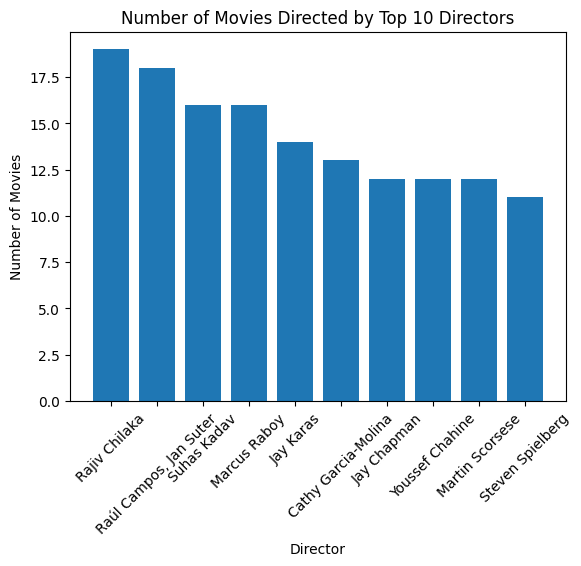 Number of Movies Directed by Top 10 Directors
Number of Movies
17.5
15.0
12.5
10.0
7.5
5.0
2.5
0.0
Rajiv Chilaka
Raúl Campos, Jan Suter
Suhas Kadav
Marcus Raboy
Jay Karas
Cathy Garcia-Molina
Jay Chapman
Youssef Chahine
Martin Scorsese
Steven Spielberg
Director